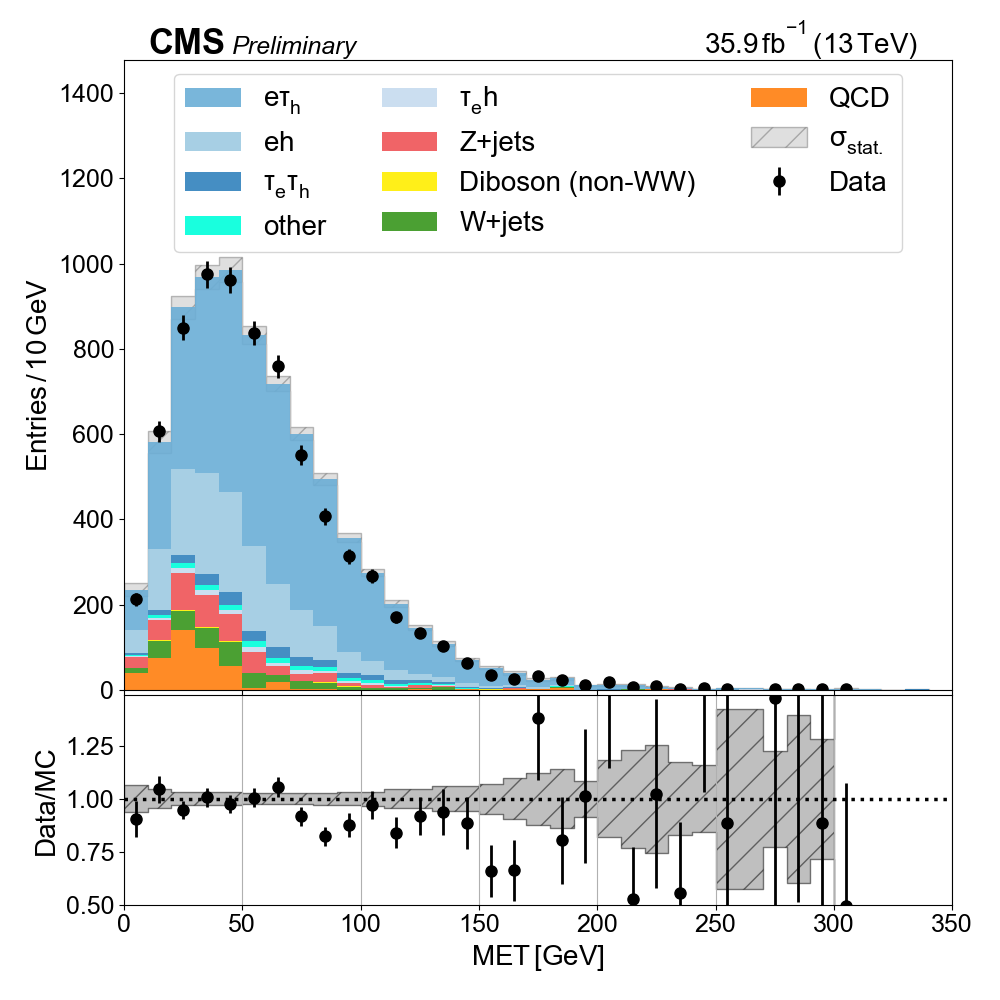 CMS Preliminary 35.9 fb⁻¹ (13 TeV)
eτh τeh QCD
eh Z+jets σstat.
τeτh Diboson (non-WW) Data
other W+jets
Entries / 10 GeV
1400
1200
1000
800
600
400
200
0
Data/MC
1.25
1.00
0.75
0.50
0 50 100 150 200 250 300 350
MET [GeV]